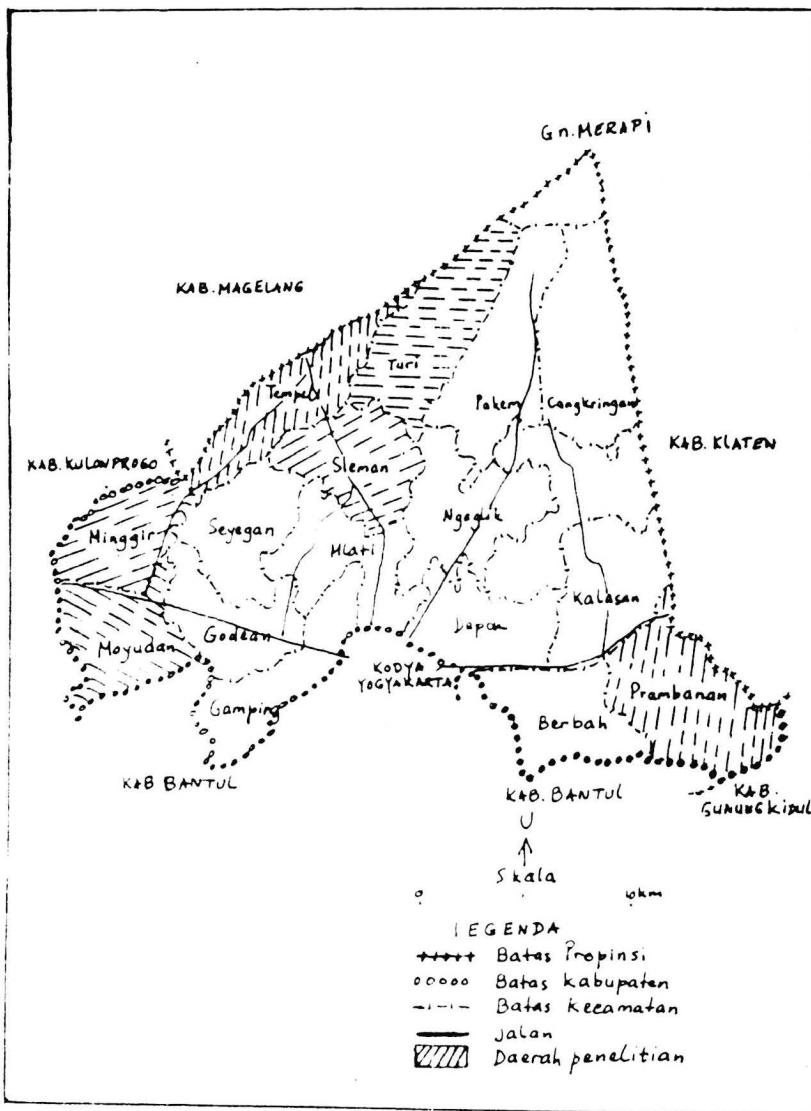 Gn. MERAPI
KAB. MAGELANG
Turi
Tempel
Pakem
Cangkringan
KAB. KULONPROGO
KAB. KLATEN
Sleman
Minggir
Seyegan
Ngaglik
Mlati
Kalasan
Depok
Moyudan
Godean
KODYA
YOGYAKARTA
Prambanan
Gamping
Berbah
KAB BANTUL
KAB. BANTUL
KAB.
GUNUNG KIDUL
U
Skala
0 km
LEGENDA
Batas Propinsi
Batas Kabupaten
Batas Kecamatan
Jalan
Daerah penelitian